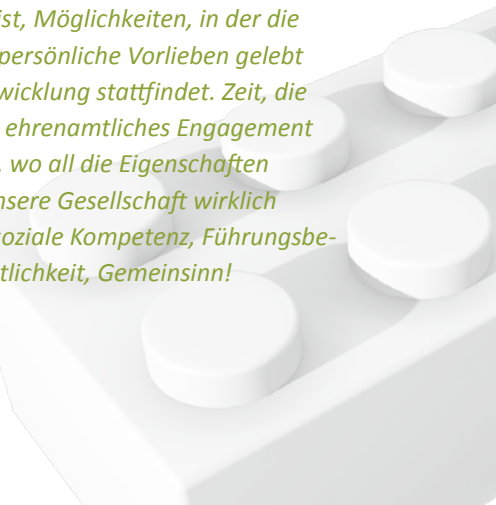 ist, Möglichkeiten, in der die
persönliche Vorlieben gelebt
wicklung stattfindet. Zeit, die
ehrenamtliches Engagement
, wo all die Eigenschaften
nsere Gesellschaft wirklich
soziale Kompetenz, Führungsbe-
tlichkeit, Gemeinsinn!